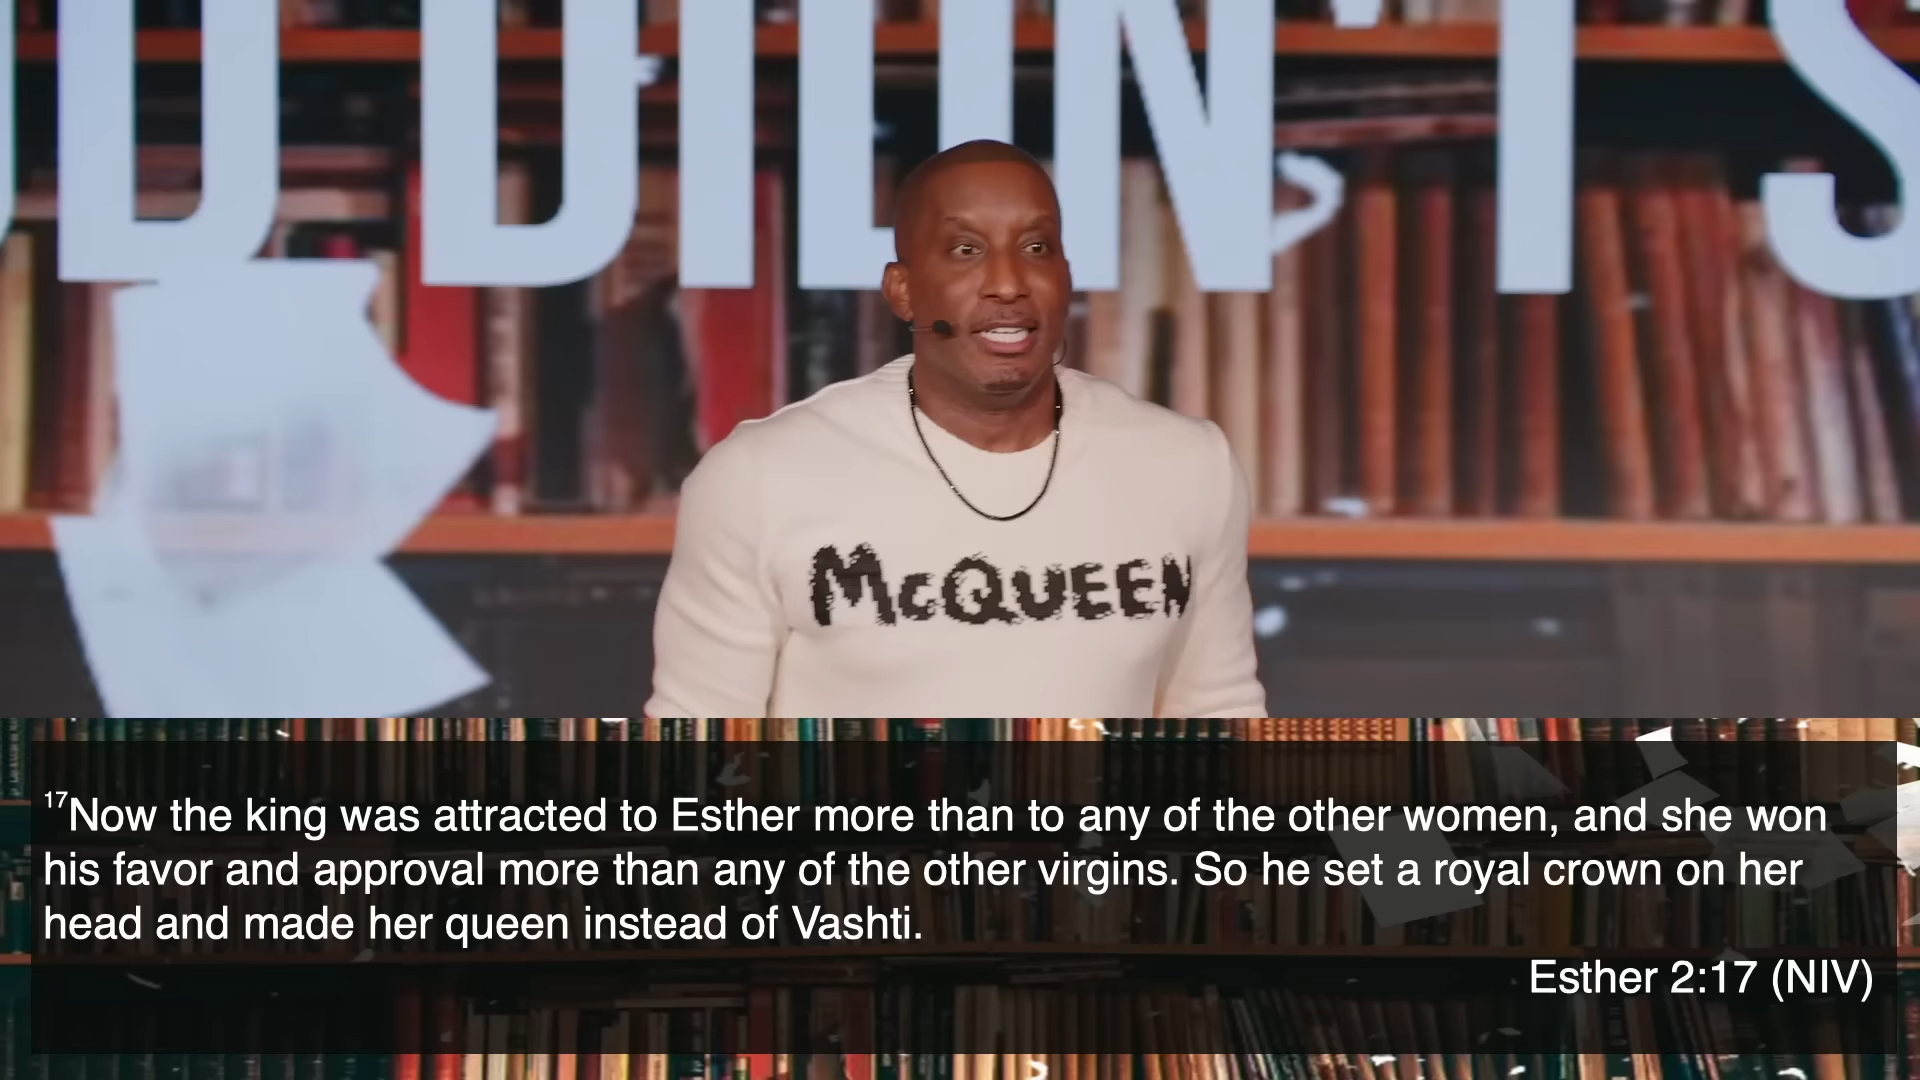 D DIDN'T S
McQUEEN
17Now the king was attracted to Esther more than to any of the other women, and she won
his favor and approval more than any of the other virgins. So he set a royal crown on her
head and made her queen instead of Vashti.
Esther 2:17 (NIV)